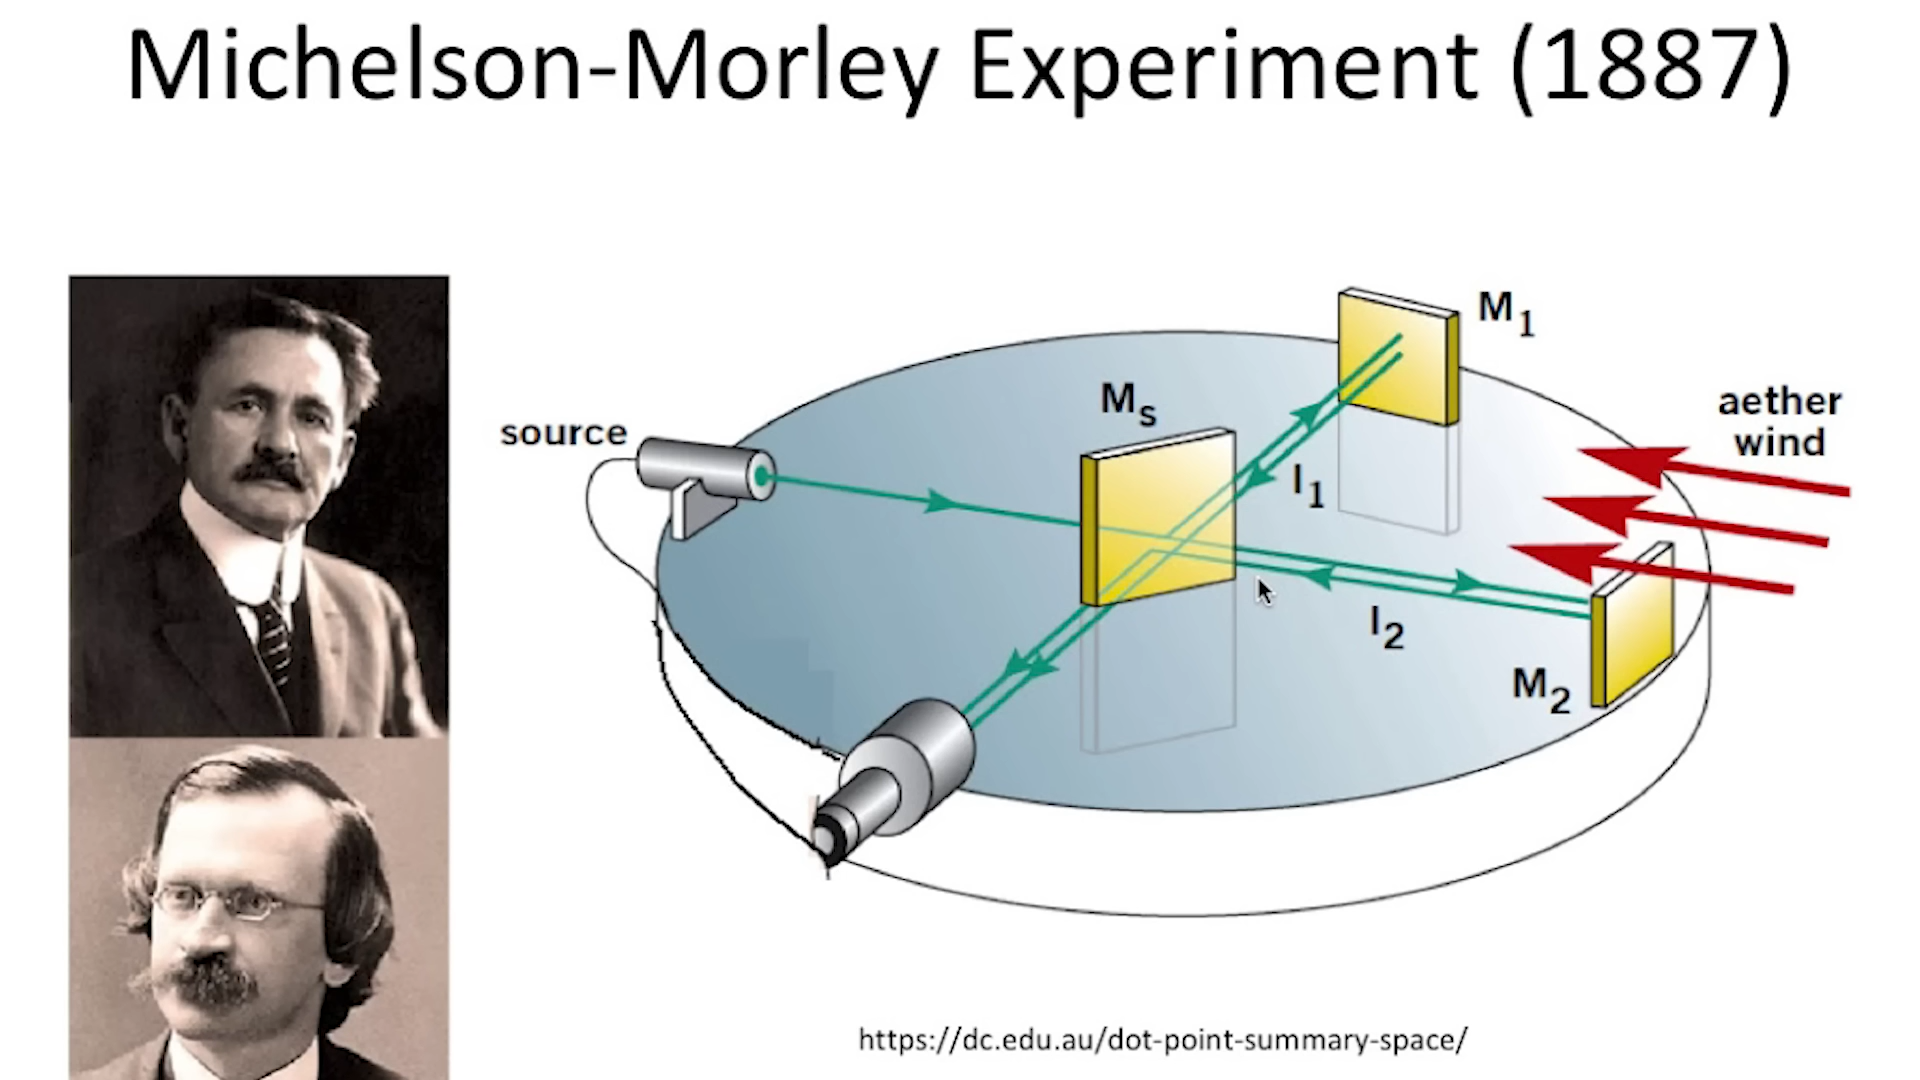 Michelson-Morley Experiment (1887)
M1
Ms
aether
wind
source
l1
l2
M2
https://dc.edu.au/dot-point-summary-space/